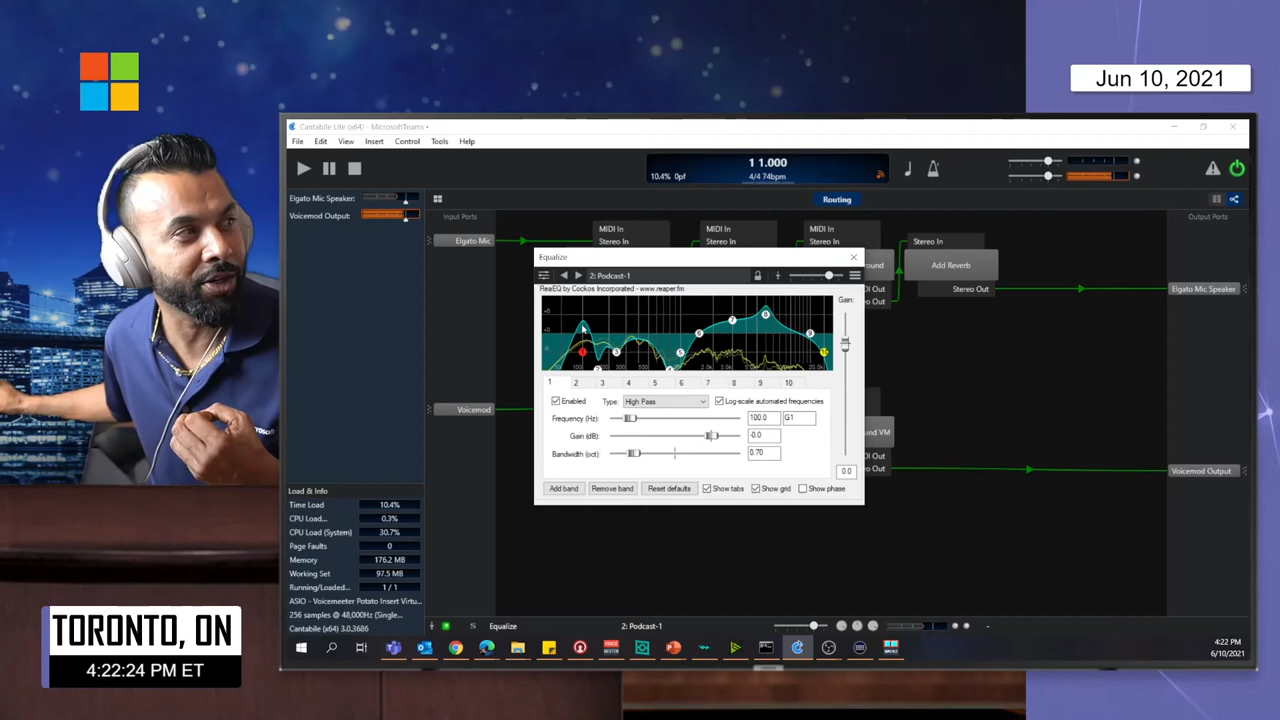 Jun 10, 2021
Cantabile Lite (x64) - MicrosoftTeams •
File Edit View Insert Control Tools Help
1 1.000
10.4% 0pf 4/4 74bpm
Elgato Mic Speaker:
Voicemod Output:
Routing
Input Ports
Output Ports
MIDI In MIDI In MIDI In
Stereo In Stereo In Stereo In Stereo In
Elgato Mic
Add Reverb
Stereo Out
Elgato Mic Speaker
Equalize
2: Podcast-1
ReaEQ by Cockos Incorporated - www.reaper.fm
Gain:
1 2 3 4 5 6 7 8 9 10
Enabled Type: High Pass Log-scale automated frequencies
Frequency (Hz): 100.0 G1
Gain (dB): -0.0
Bandwidth (oct): 0.70
0.0
Add band Remove band Reset defaults Show tabs Show grid Show phase
Voicemod
Voicemod Output
Load & Info
Time Load 10.4%
CPU Load... 0.3%
CPU Load (System) 30.7%
Page Faults 0
Memory 176.2 MB
Working Set 97.5 MB
Running/Loaded... 1 / 1
ASIO - Voicemeeter Potato Insert Virtu...
256 samples @ 48,000Hz (Single...
Cantabile (x64) 3.0.3686
S Equalize 2: Podcast-1
4:22 PM
6/10/2021
TORONTO, ON
4:22:24 PM ET